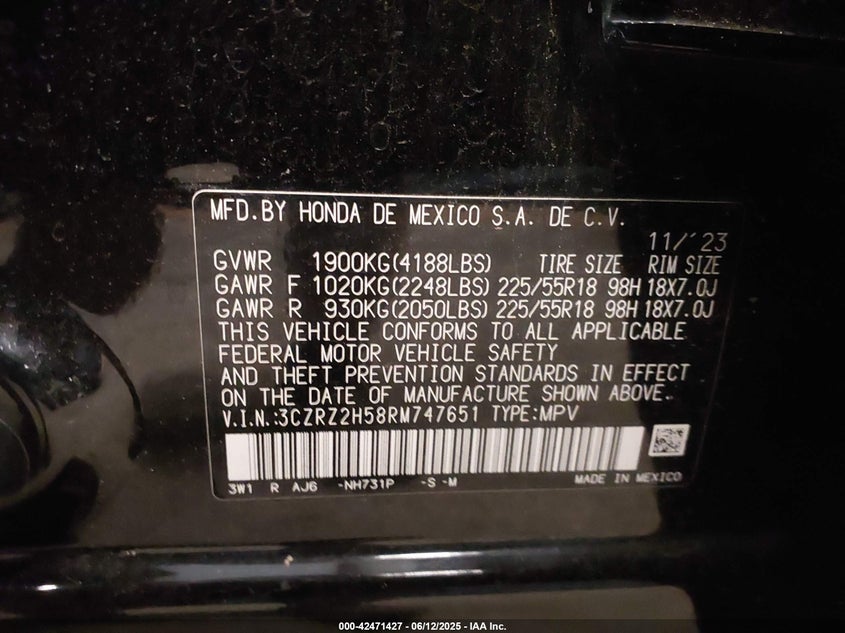 MFD.BY HONDA DE MEXICO S.A. DE C.V.
11/'23
GVWR 1900KG(4188LBS) TIRE SIZE RIM SIZE
GAWR F 1020KG(2248LBS) 225/55R18 98H 18X7.0J
GAWR R 930KG(2050LBS) 225/55R18 98H 18X7.0J
THIS VEHICLE CONFORMS TO ALL APPLICABLE
FEDERAL MOTOR VEHICLE SAFETY
AND THEFT PREVENTION STANDARDS IN EFFECT
ON THE DATE OF MANUFACTURE SHOWN ABOVE.
V.I.N.:3CZRZ2H58RM747651 TYPE:MPV
3W1 R AJ6 -NH731P -S -M MADE IN MEXICO
000-42471427 - 06/12/2025 - IAA Inc.